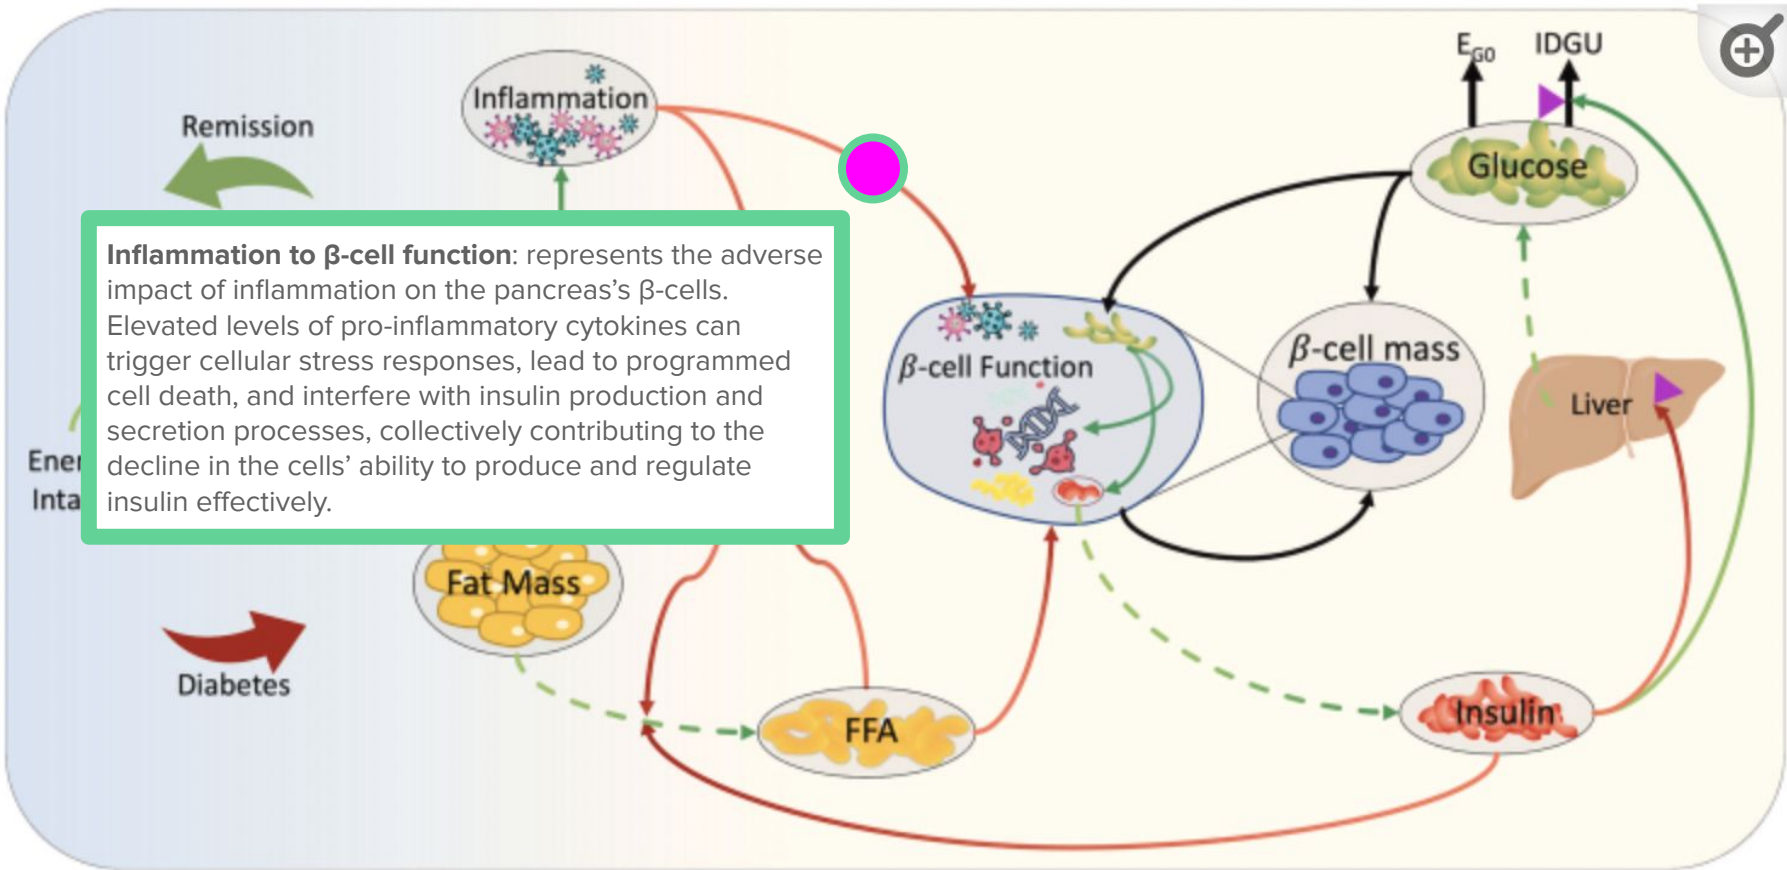 E_G0 IDGU
Inflammation
Remission
Glucose
Inflammation to β-cell function: represents the adverse
impact of inflammation on the pancreas's β-cells.
Elevated levels of pro-inflammatory cytokines can
trigger cellular stress responses, lead to programmed
cell death, and interfere with insulin production and
secretion processes, collectively contributing to the
decline in the cells' ability to produce and regulate
insulin effectively.
β-cell mass
β-cell Function
Liver
Ener
Inta
Fat Mass
Diabetes
FFA
Insulin